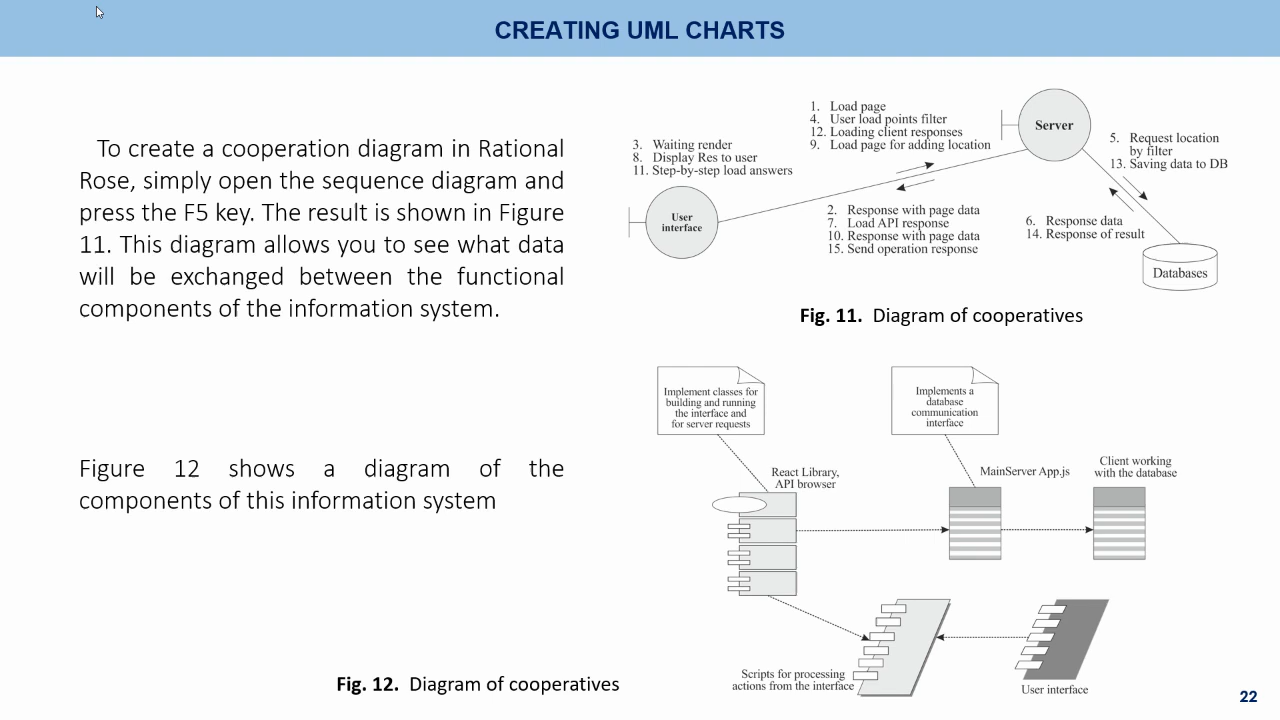 CREATING UML CHARTS
To create a cooperation diagram in Rational
Rose, simply open the sequence diagram and
press the F5 key. The result is shown in Figure
11. This diagram allows you to see what data
will be exchanged between the functional
components of the information system.
1. Load page
4. User load points filter
12. Loading client responses
9. Load page for adding location
Server
5. Request location
by filter
13. Saving data to DB
3. Waiting render
8. Display Res to user
11. Step-by-step load answers
User
interface
2. Response with page data
7. Load API response
10. Response with page data
15. Send operation response
6. Response data
14. Response of result
Databases
Fig. 11. Diagram of cooperatives
Figure 12 shows a diagram of the
components of this information system
Implement classes for
building and running
the interface and
for server requests
Implements a
database
communication
interface
React Library,
API browser
MainServer App.js
Client working
with the database
Scripts for processing
actions from the interface
User interface
Fig. 12. Diagram of cooperatives
22